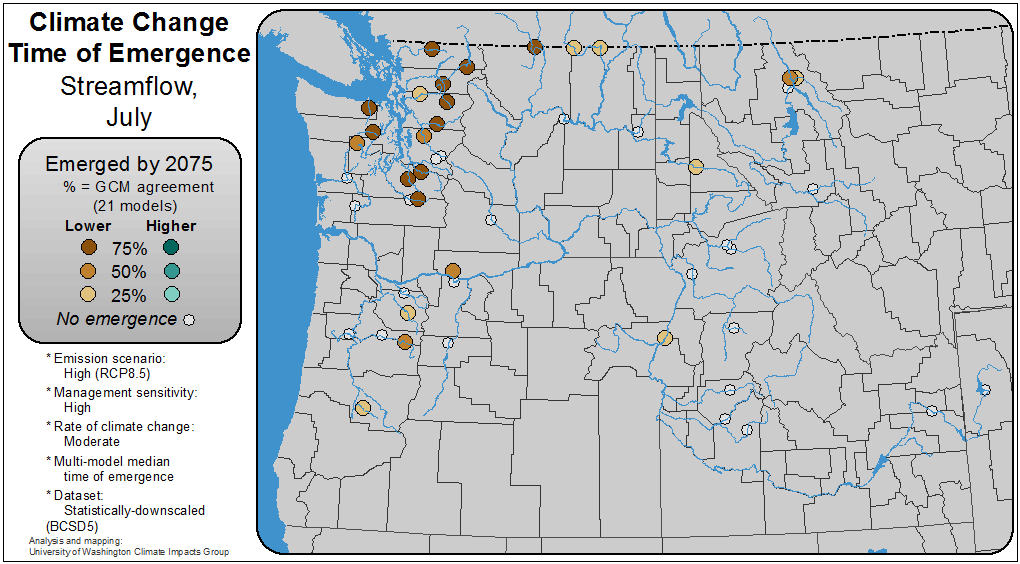 Climate Change
Time of Emergence
Streamflow,
July
Emerged by 2075
% = GCM agreement
(21 models)
Lower Higher
75%
50%
25%
No emergence
* Emission scenario:
High (RCP8.5)
* Management sensitivity:
High
* Rate of climate change:
Moderate
* Multi-model median
time of emergence
* Dataset:
Statistically-downscaled
(BCSD5)
Analysis and mapping:
University of Washington Climate Impacts Group